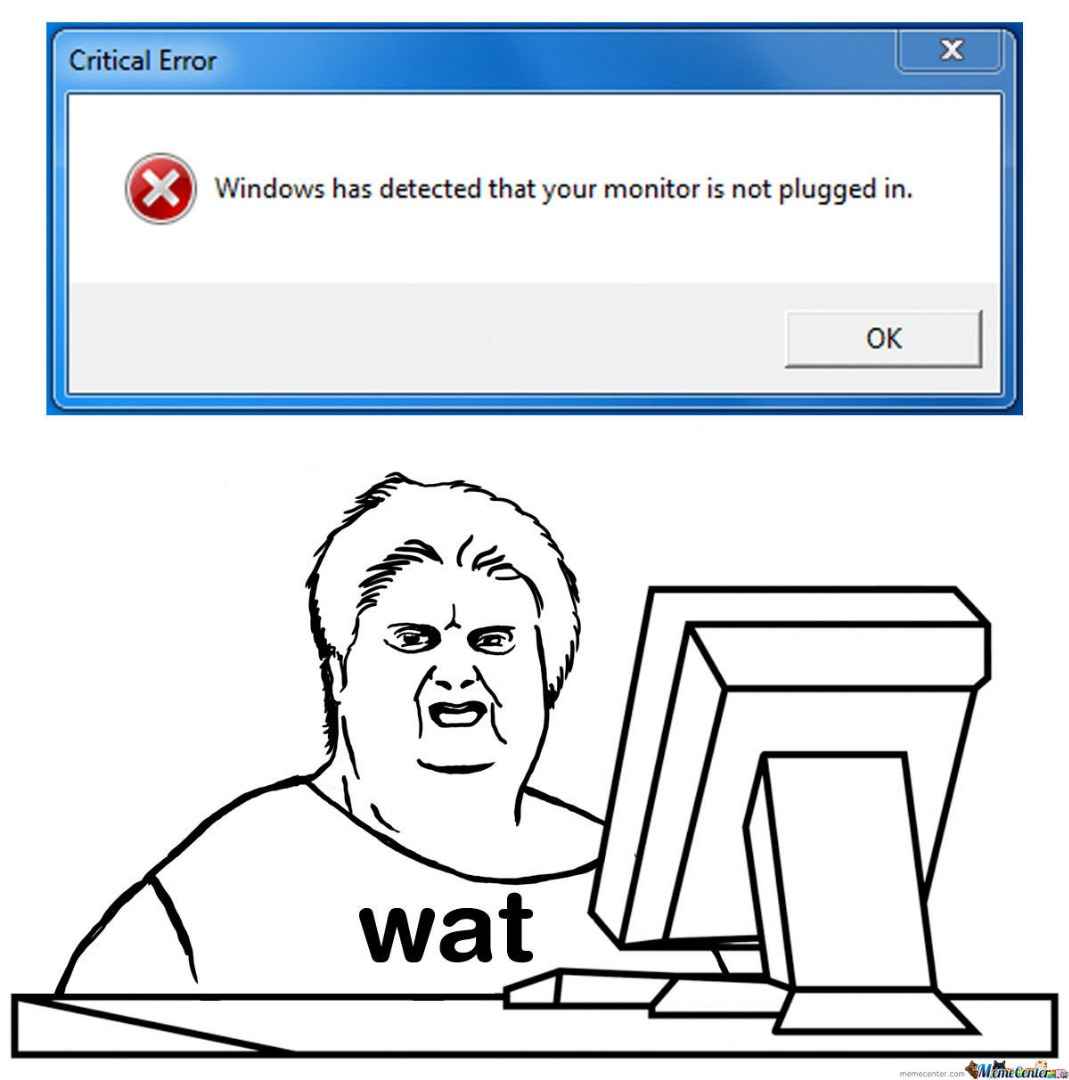 Critical Error
X
Windows has detected that your monitor is not plugged in.
OK
wat
memecenter.com MemeCenter